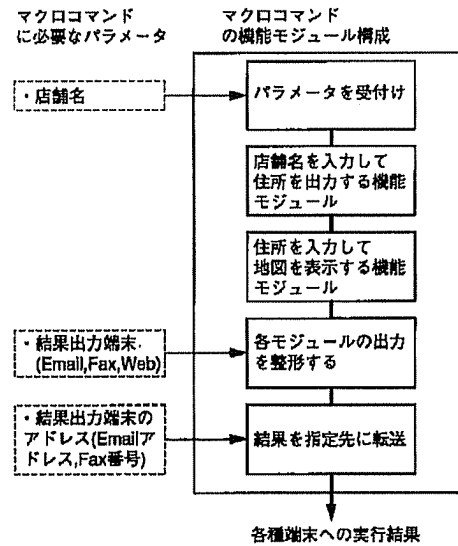 マクロコマンド
に必要なパラメータ
マクロコマンド
の機能モジュール構成
・店舗名
パラメータを受付け
店舗名を入力して
住所を出力する機能
モジュール
住所を入力して
地図を表示する機能
モジュール
・結果出力端末.
(Email,Fax,Web)
各モジュールの出力
を整形する
・結果出力端末の
アドレス(Emailア
ドレス,Fax番号)
結果を指定先に転送
各種端末への実行結果